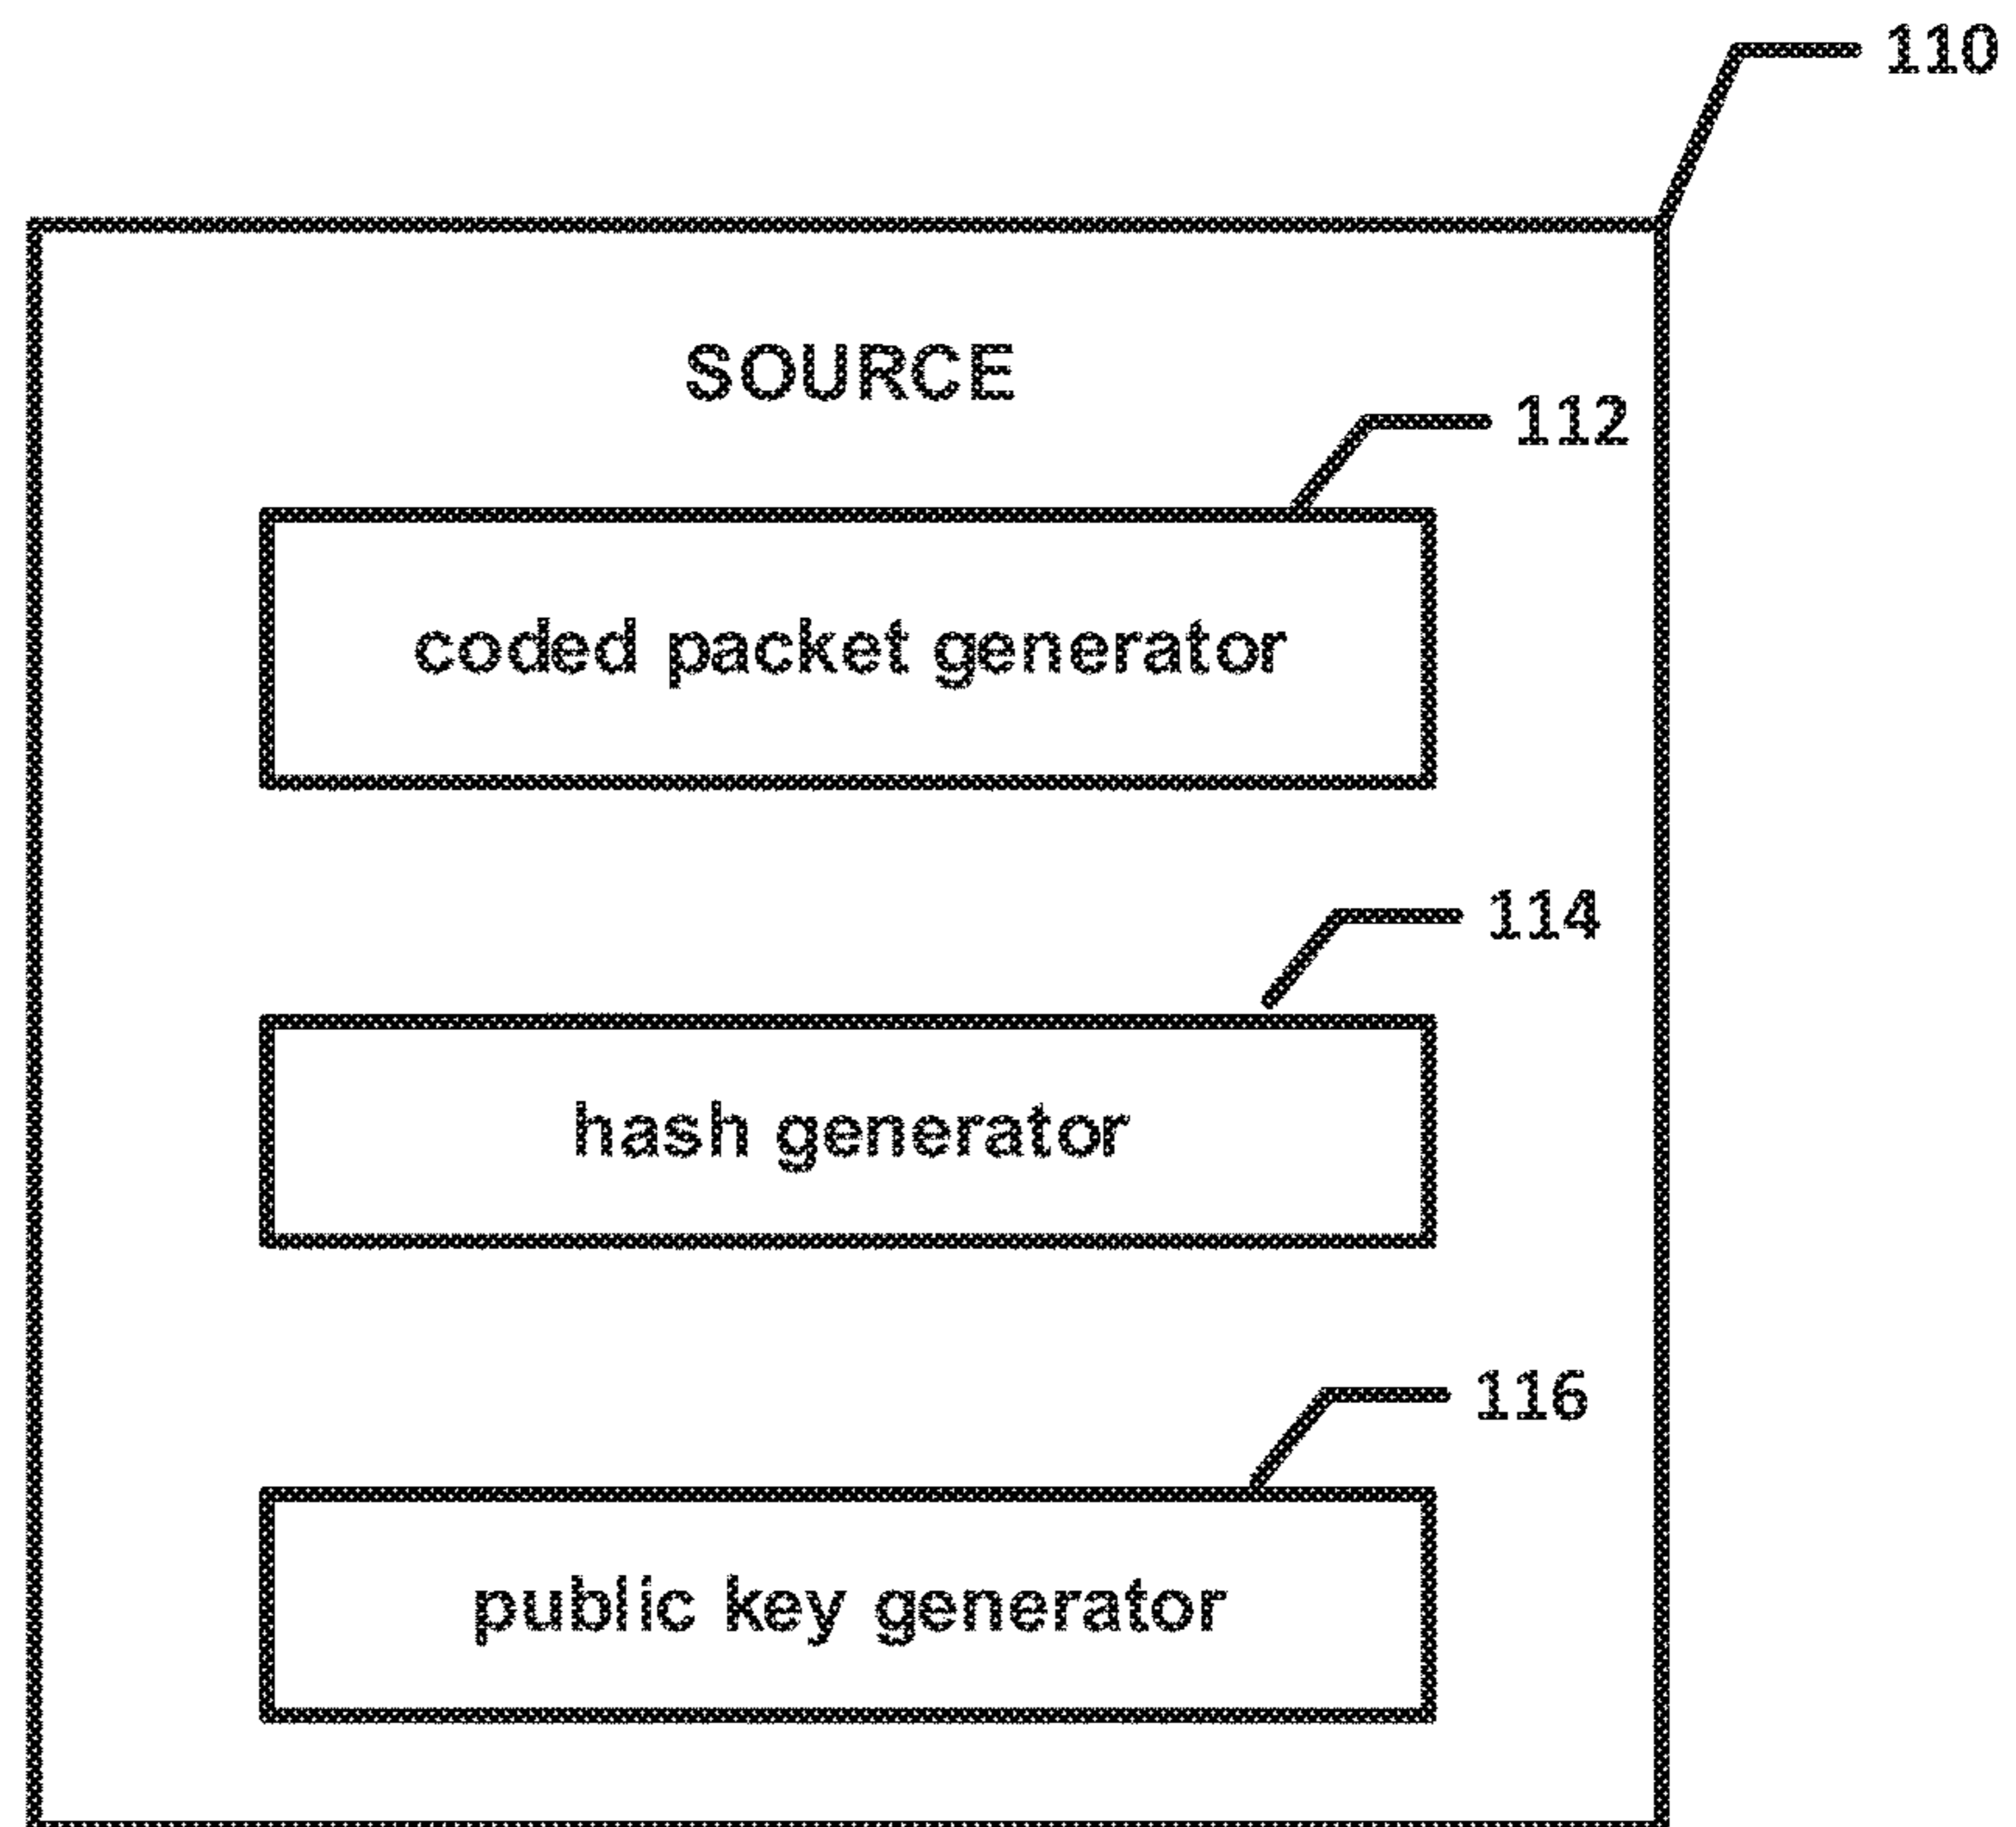 110
SOURCE
112
coded packet generator
114
hash generator
116
public key generator